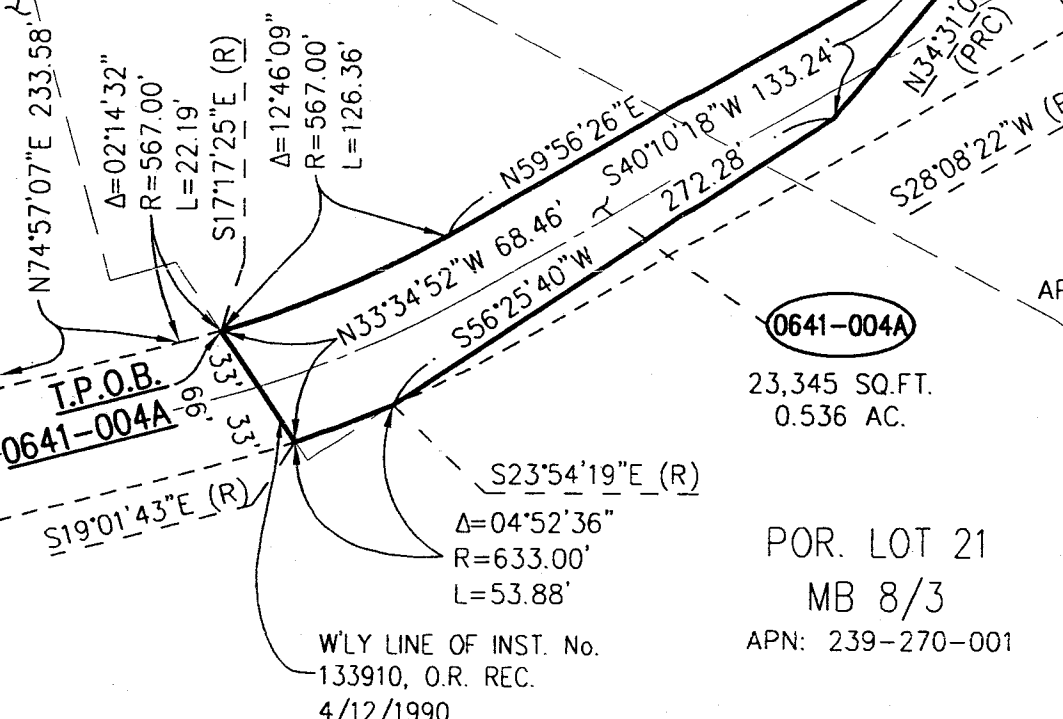 N74°57'07"E 233.58'
Δ=02°14'32"
R=567.00'
L=22.19'
S17°17'25"E (R)
Δ=12°46'09"
R=567.00'
L=126.36'
N59°56'26"E
S40°10'18"W 133.24'
N34°31'0
(PRC)
272.28'
S28°08'22"W (
N33°34'52"W 68.46'
S56°25'40"W
AP
0641-004A
23,345 SQ.FT.
0.536 AC.
T.P.O.B.
0641-004A
33'
66'
33'
S19°01'43"E (R)
S23°54'19"E (R)
Δ=04°52'36"
R=633.00'
L=53.88'
POR. LOT 21
MB 8/3
APN: 239-270-001
W'LY LINE OF INST. No.
133910, O.R. REC.
4/12/1990